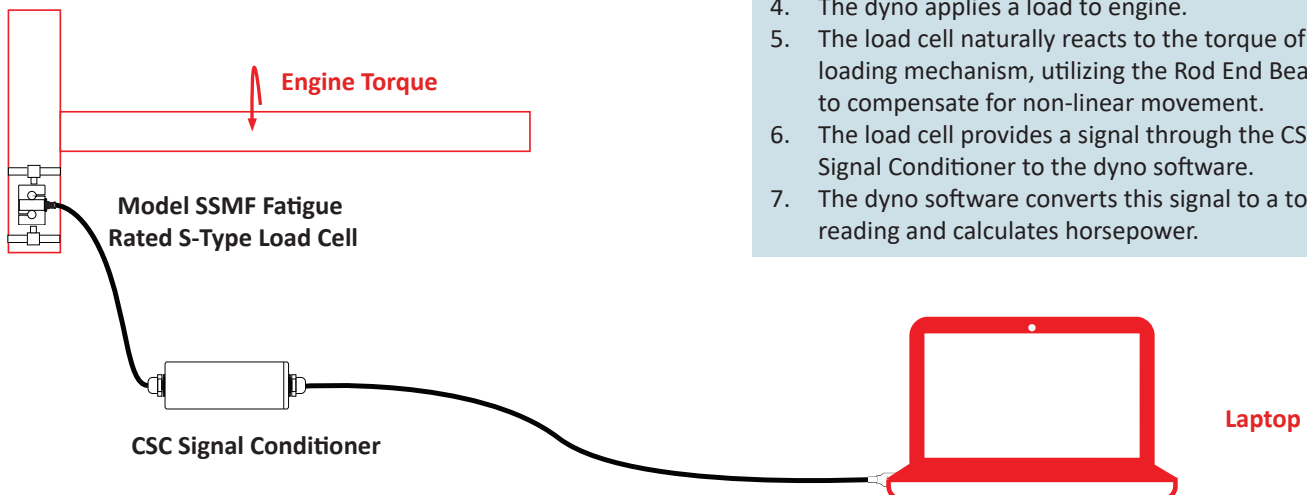 Engine Torque
Model SSMF Fatigue
Rated S-Type Load Cell
CSC Signal Conditioner
4. The dyno applies a load to engine.
5. The load cell naturally reacts to the torque of
loading mechanism, utilizing the Rod End Bea
to compensate for non-linear movement.
6. The load cell provides a signal through the CS
Signal Conditioner to the dyno software.
7. The dyno software converts this signal to a to
reading and calculates horsepower.
Laptop